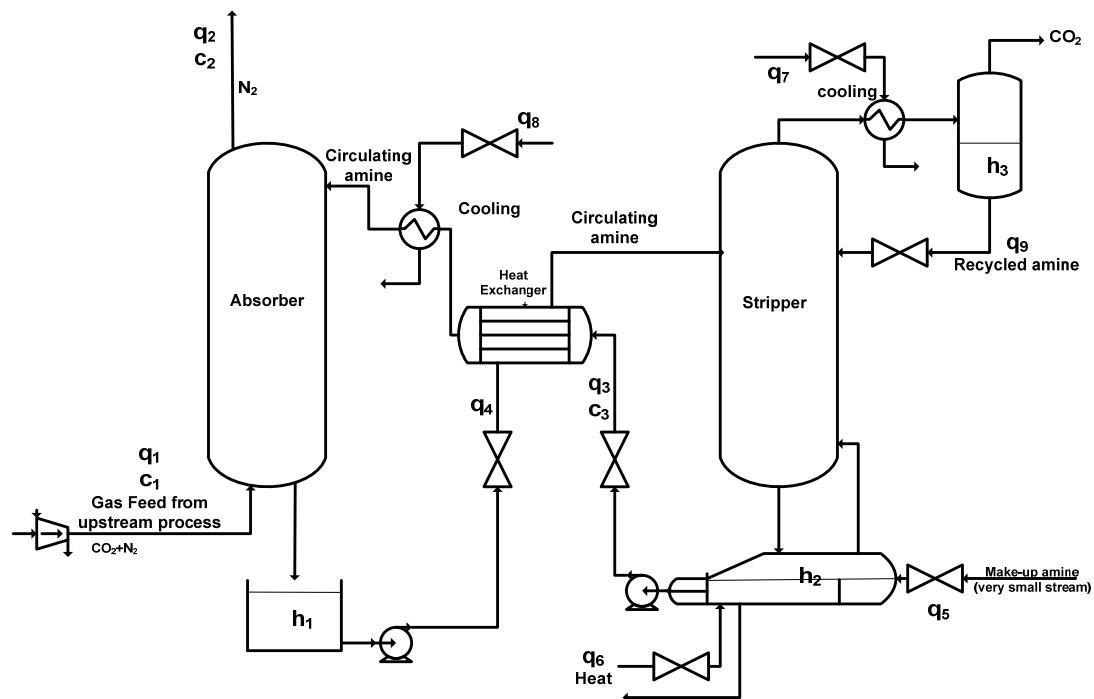 q2
c2
N2
q7
cooling
CO2
h3
q8
Circulating
amine
Cooling
Circulating
amine
q9
Recycled amine
Heat
Exchanger
Absorber
Stripper
q4
q3
c3
q1
c1
Gas Feed from
upstream process
CO2+N2
h1
h2
Make-up amine
(very small stream)
q5
q6
Heat